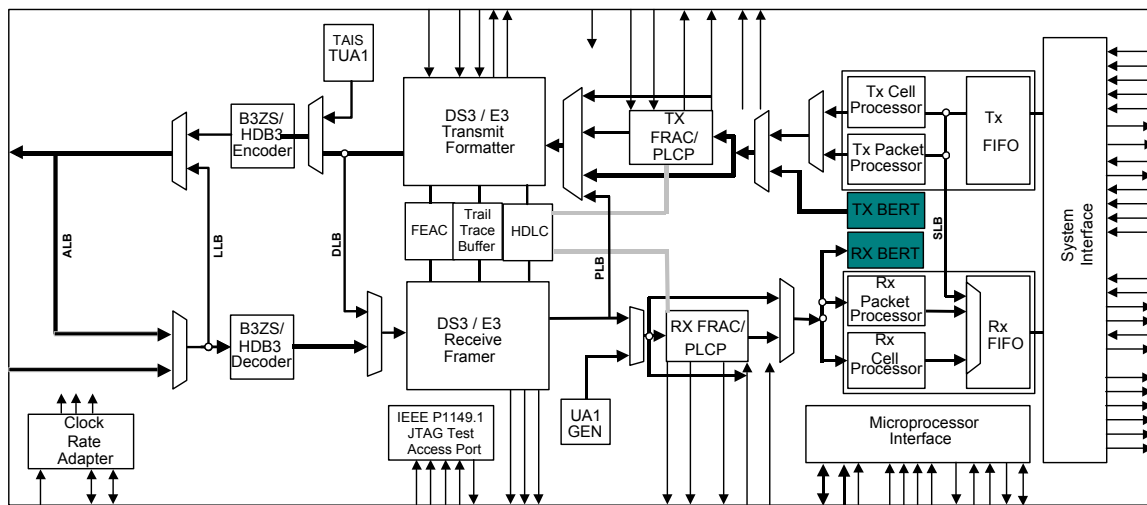 TAIS
TUA1
B3ZS/
HDB3
Encoder
DS3 / E3
Transmit
Formatter
TX
FRAC/
PLCP
Tx Cell
Processor
Tx Packet
Processor
Tx
FIFO
TX BERT
RX BERT
System
Interface
FEAC
Trail
Trace
Buffer
HDLC
ALB
LLB
DLB
PLB
SLB
B3ZS/
HDB3
Decoder
DS3 / E3
Receive
Framer
RX FRAC/
PLCP
Rx
Packet
Processor
Rx Cell
Processor
Rx
FIFO
UA1
GEN
Clock
Rate
Adapter
IEEE P1149.1
JTAG Test
Access Port
Microprocessor
Interface